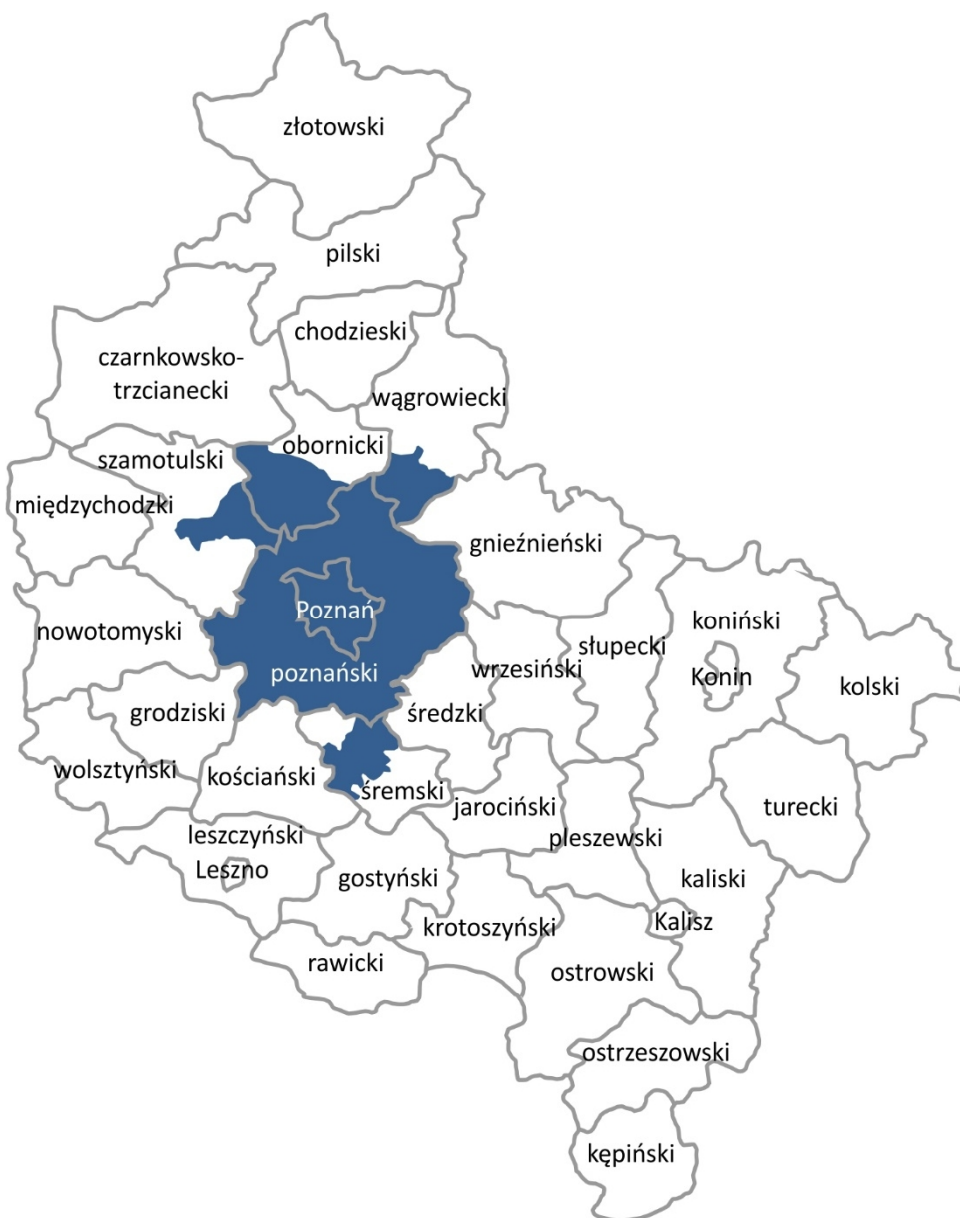 złotowski
pilski
chodzieski
czarnkowsko-
trzcianecki
wągrowiecki
obornicki
szamotulski
międzychodzki
gnieźnieński
Poznań
nowotomyski
koniński
słupecki
wrzesiński
poznański
Konin
kolski
grodziski
średzki
wolsztyński
kościański
śremski
jarociński
turecki
leszczyński
pleszewski
Leszno
gostyński
kaliski
krotoszyński
Kalisz
rawicki
ostrowski
ostrzeszowski
kępiński